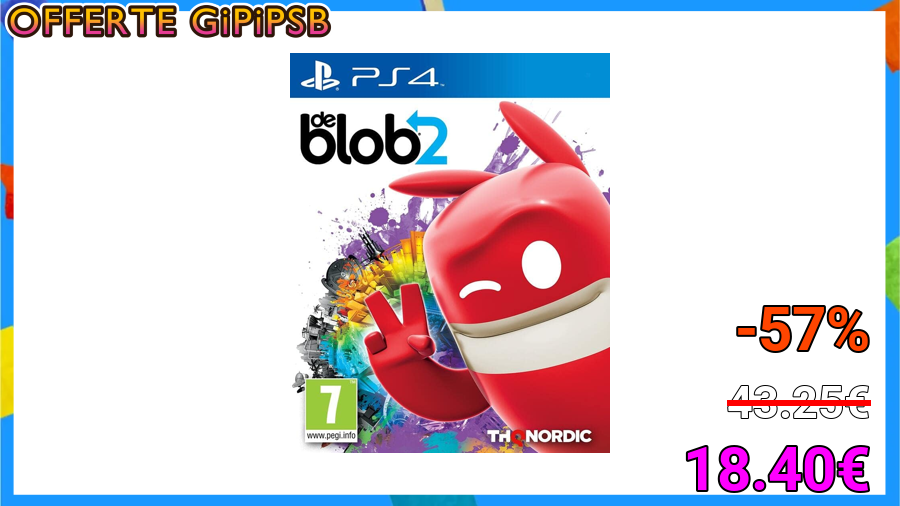 OFFERTE GiPiPSB
PS4
de
blob2
7
www.pegi.info
THQ NORDIC
-57%
43.25€
18.40€